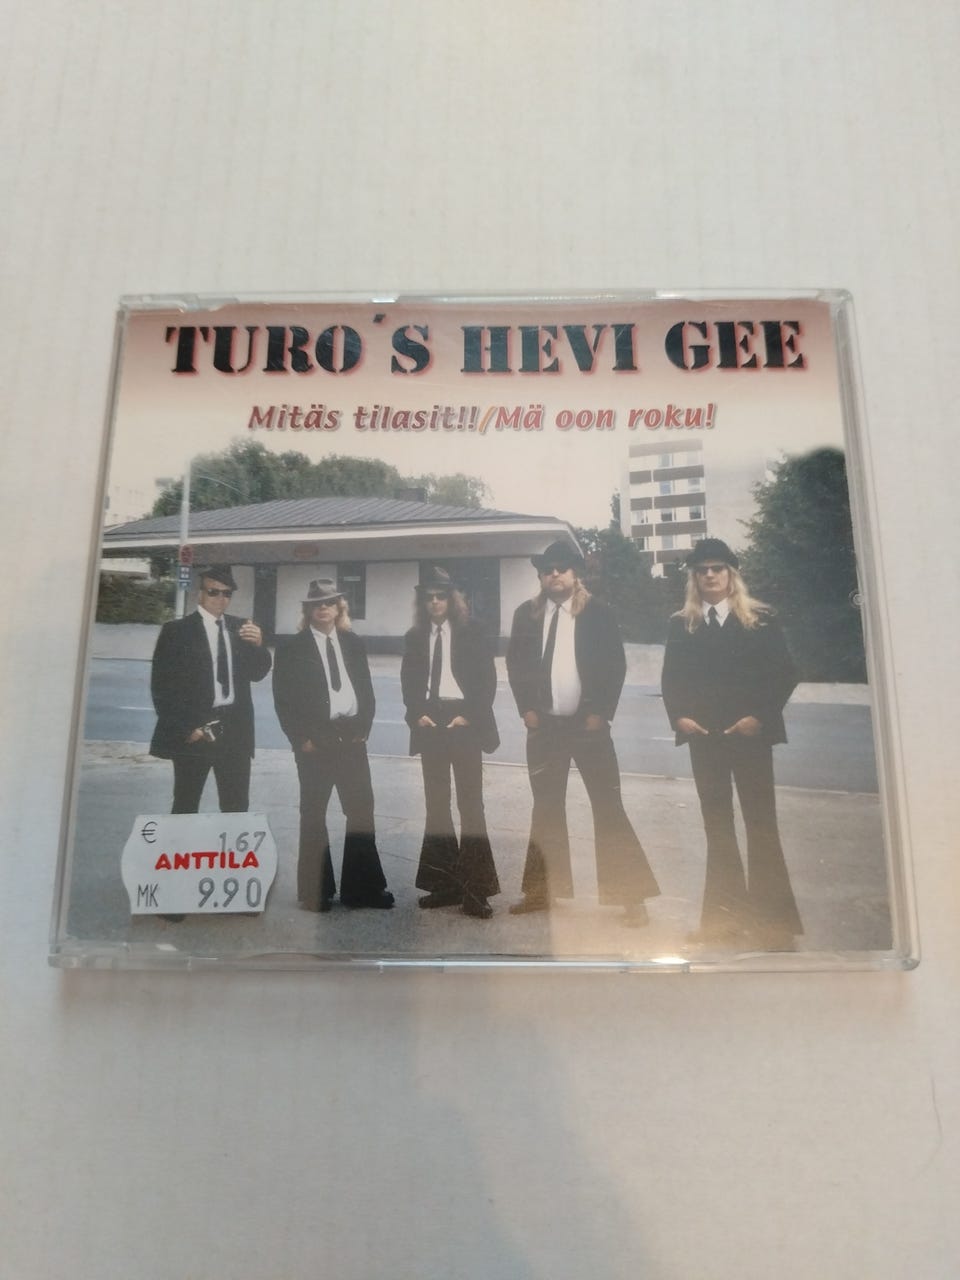 TURO´S HEVI GEE
Mitäs tilasit!!/Mä oon roku!
€ 1.67
ANTTILA
MK 9.90